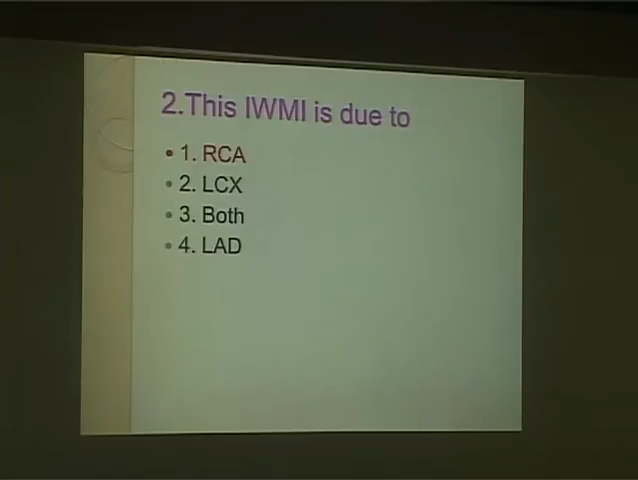 2.This IWMI is due to
• 1. RCA
• 2. LCX
• 3. Both
• 4. LAD